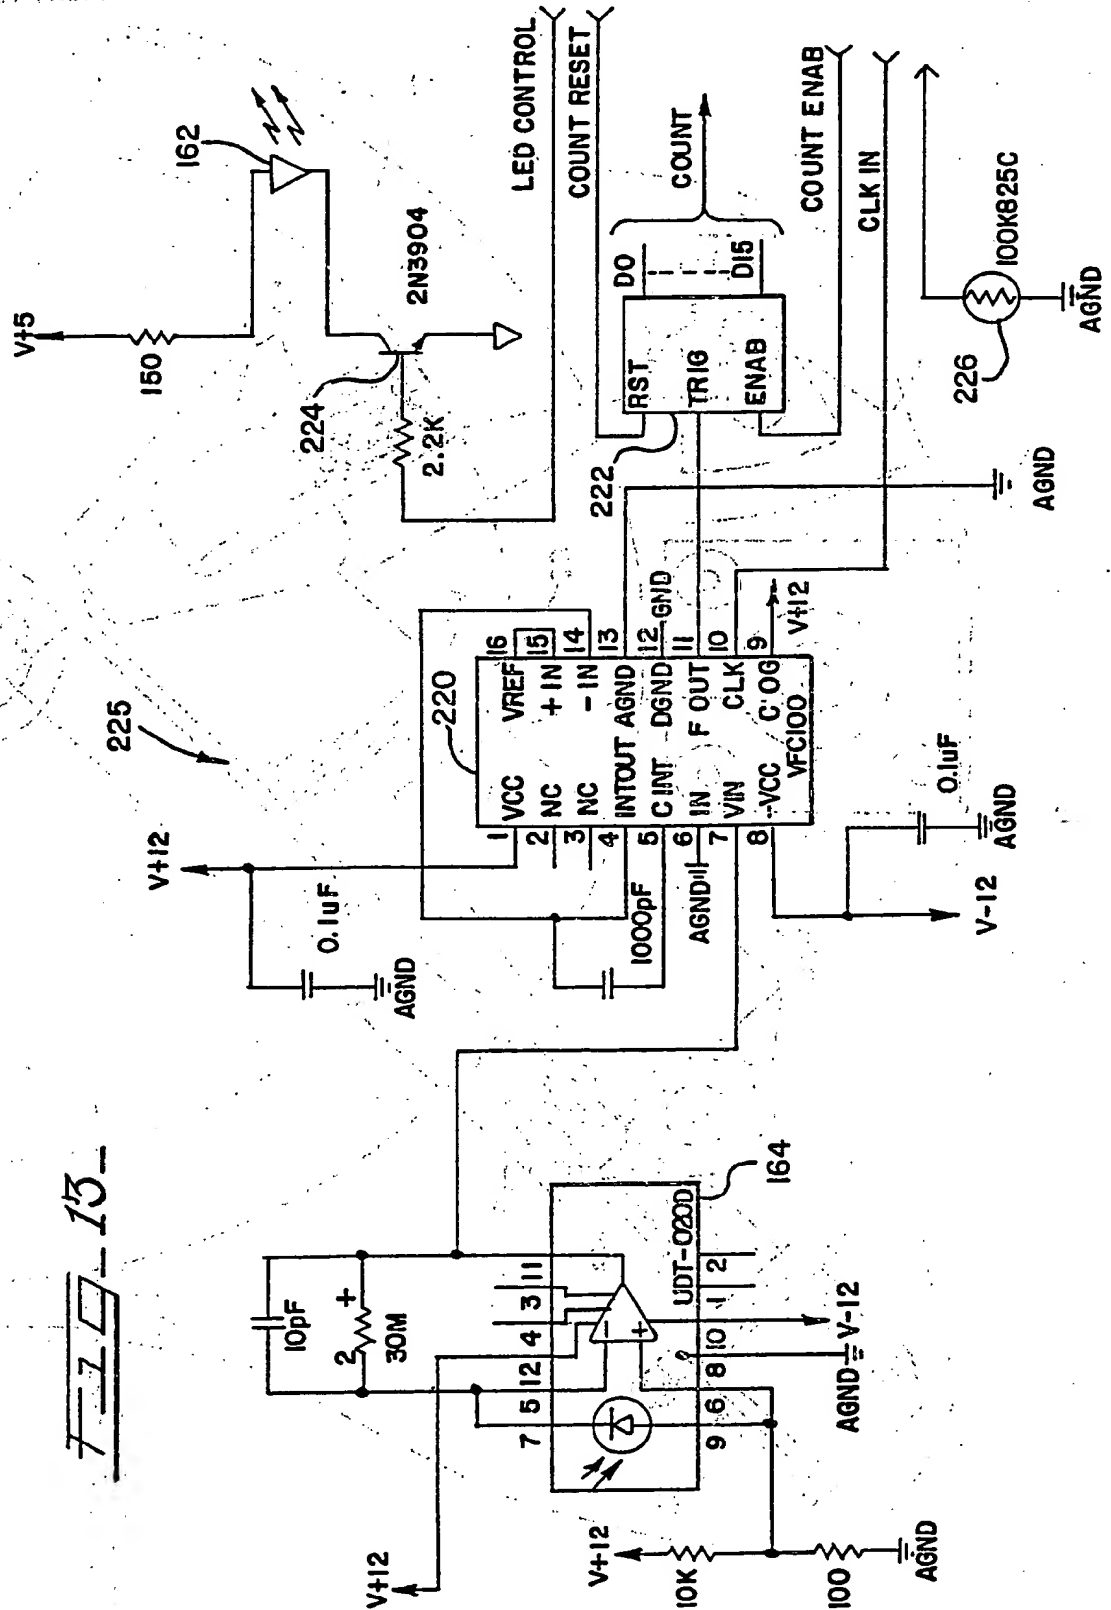 FIG. 13
V+5
150
162
224
2N3904
2.2K
LED CONTROL
COUNT RESET
COUNT
D0
D15
RST
TRIG
ENAB
222
COUNT ENAB
CLK IN
226
100K825C
AGND
AGND
225
220
V+12
0.1uF
AGND
1 VCC
2 NC
3 NC
4 INTOUT
5 C INT
6 IN
7 VIN
8 -VCC
VREF 16
+IN 15
-IN 14
AGND 13
DGND 12 GND
F OUT 11
CLK 10
C'OG 9
VFC100
V+12
1000pF
AGND
0.1uF
AGND
V-12
10pF
2 + 
30M
V+12
7 5 12 4 3 11
- +
UDT-020D
164
9 6 8 10 1 2
AGND
V-12
V+12
10K
100
AGND